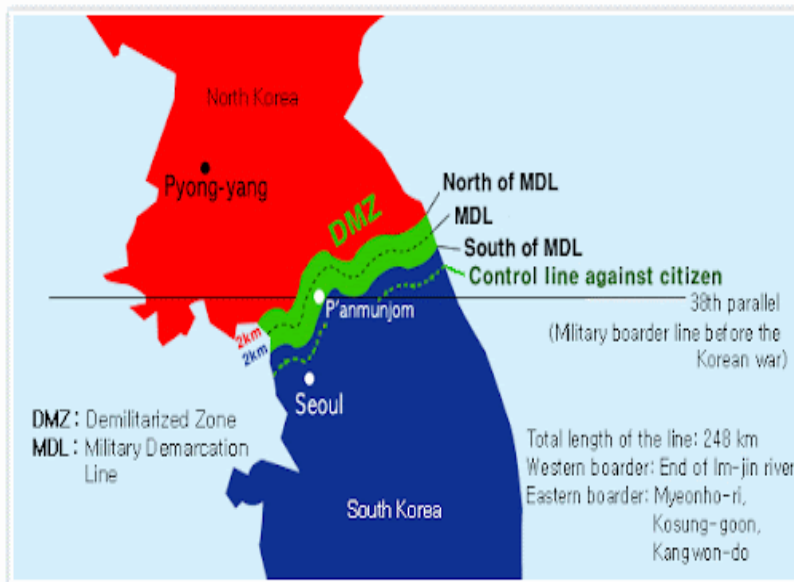 North Korea
Pyong-yang
DMZ
North of MDL
MDL
South of MDL
Control line against citizen
38th parallel
(Military boarder line before the
Korean war)
P'anmunjom
2km
2km
Seoul
DMZ : Demilitarized Zone
MDL : Military Demarcation
Line
South Korea
Total length of the line: 248 km
Western boarder: End of Im-jin river
Eastern boarder: Myeonho-ri,
Kosung-goon,
Kangwon-do